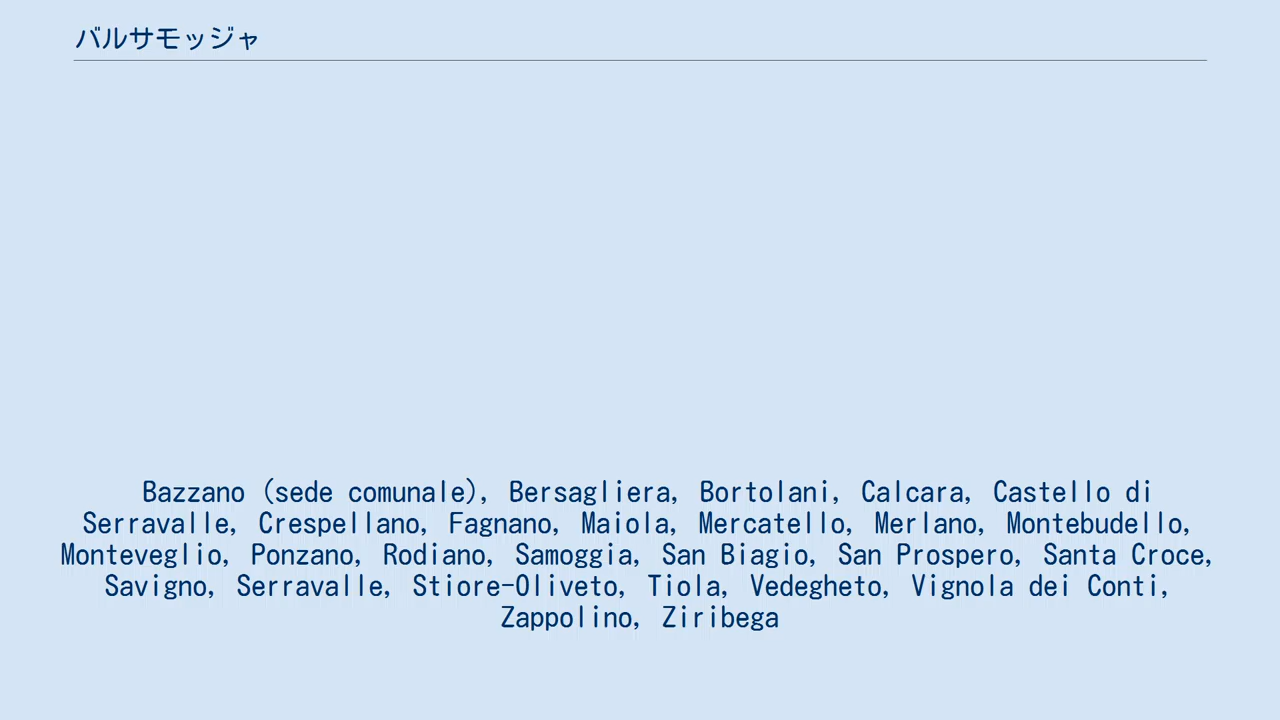 バルサモッジャ
Bazzano (sede comunale), Bersagliera, Bortolani, Calcara, Castello di
Serravalle, Crespellano, Fagnano, Maiola, Mercatello, Merlano, Montebudello,
Monteveglio, Ponzano, Rodiano, Samoggia, San Biagio, San Prospero, Santa Croce,
Savigno, Serravalle, Stiore-Oliveto, Tiola, Vedegheto, Vignola dei Conti,
Zappolino, Ziribega